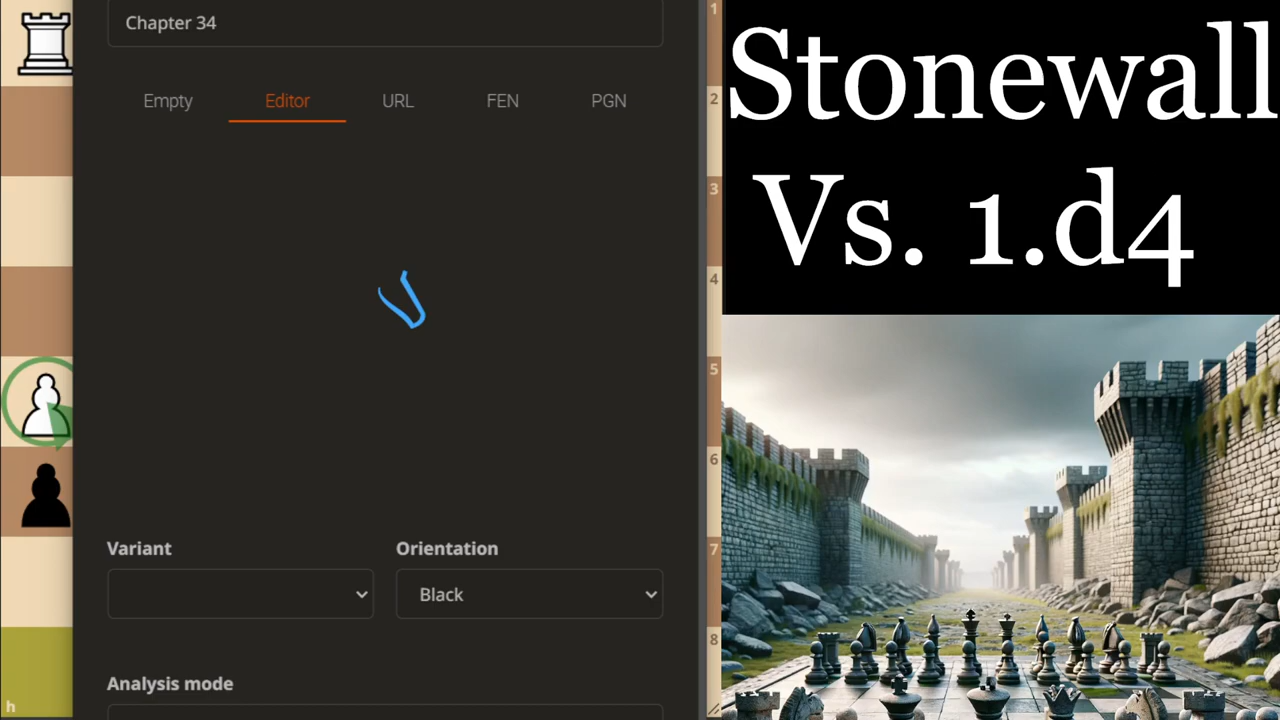 Chapter 34
Empty Editor URL FEN PGN
Variant Orientation
Black
Analysis mode
h
1
2
3
4
5
6
7
8
Stonewall
Vs. 1.d4